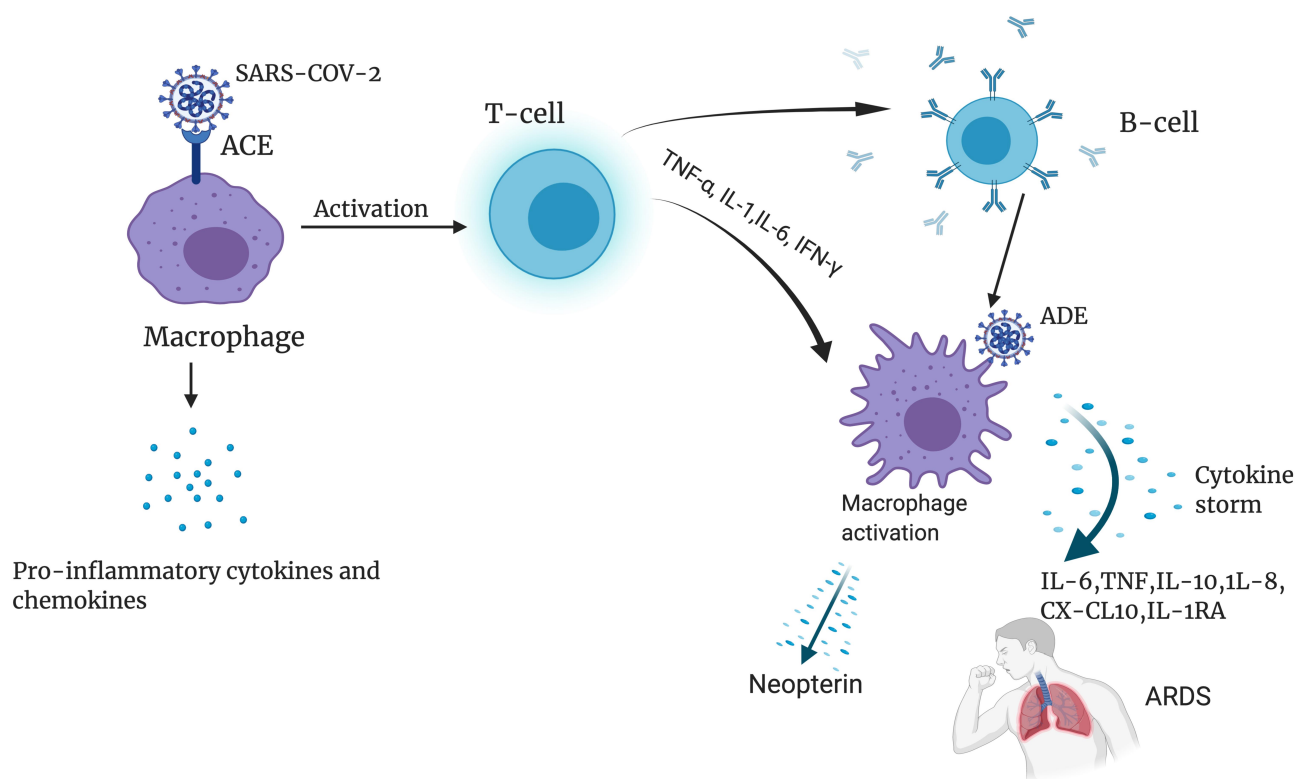 SARS-COV-2
ACE
T-cell
B-cell
Activation
TNF-α, IL-1,IL-6, IFN-γ
Macrophage
ADE
Pro-inflammatory cytokines and
chemokines
Macrophage
activation
Cytokine
storm
IL-6,TNF,IL-10,1L-8,
CX-CL10,IL-1RA
Neopterin
ARDS